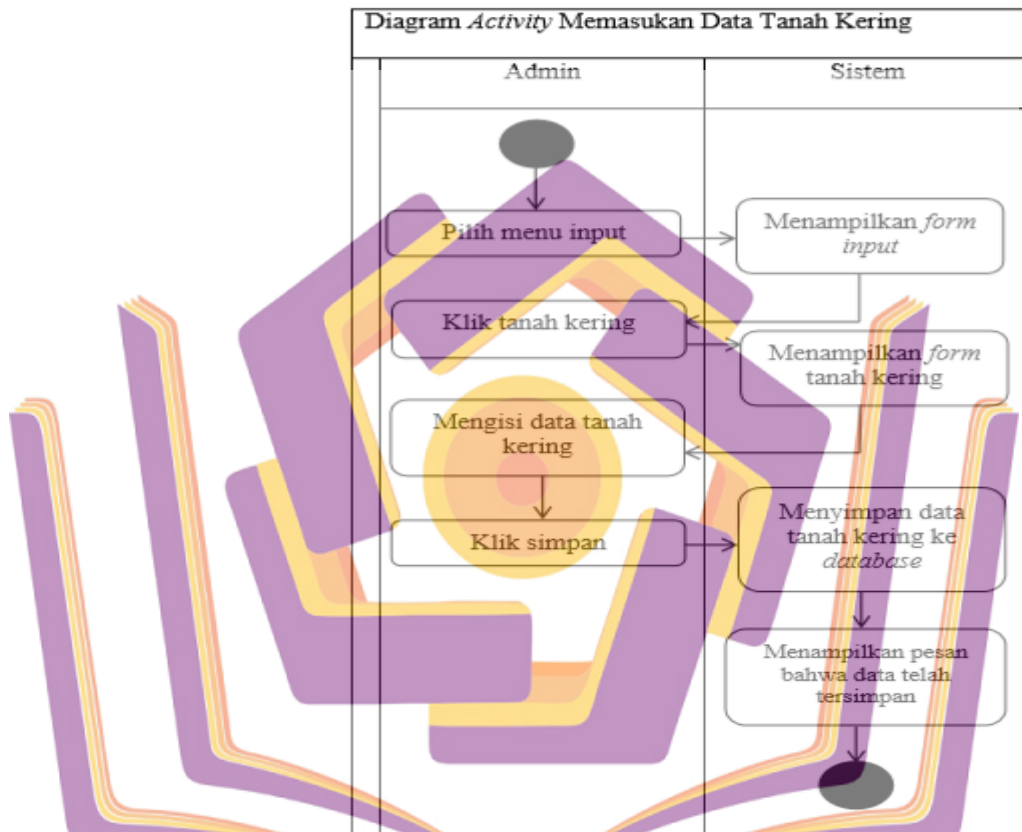 Diagram Activity Memasukan Data Tanah Kering
Admin
Sistem
Pilih menu input
Menampilkan form
input
Klik tanah kering
Menampilkan form
tanah kering
Mengisi data tanah
kering
Klik simpan
Menyimpan data
tanah kering ke
database
Menampilkan pesan
bahwa data telah
tersimpan